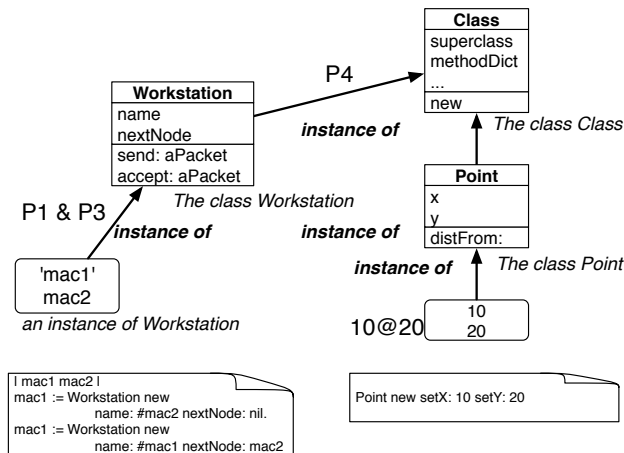 Class
superclass
methodDict
...
new
The class Class
P4
instance of
Workstation
name
nextNode
send: aPacket
accept: aPacket
The class Workstation
P1 & P3
instance of
'mac1'
mac2
an instance of Workstation
Point
x
y
distFrom:
The class Point
instance of
instance of
10@20
10
20
| mac1 mac2 |
mac1 := Workstation new
name: #mac2 nextNode: nil.
mac1 := Workstation new
name: #mac1 nextNode: mac2
Point new setX: 10 setY: 20